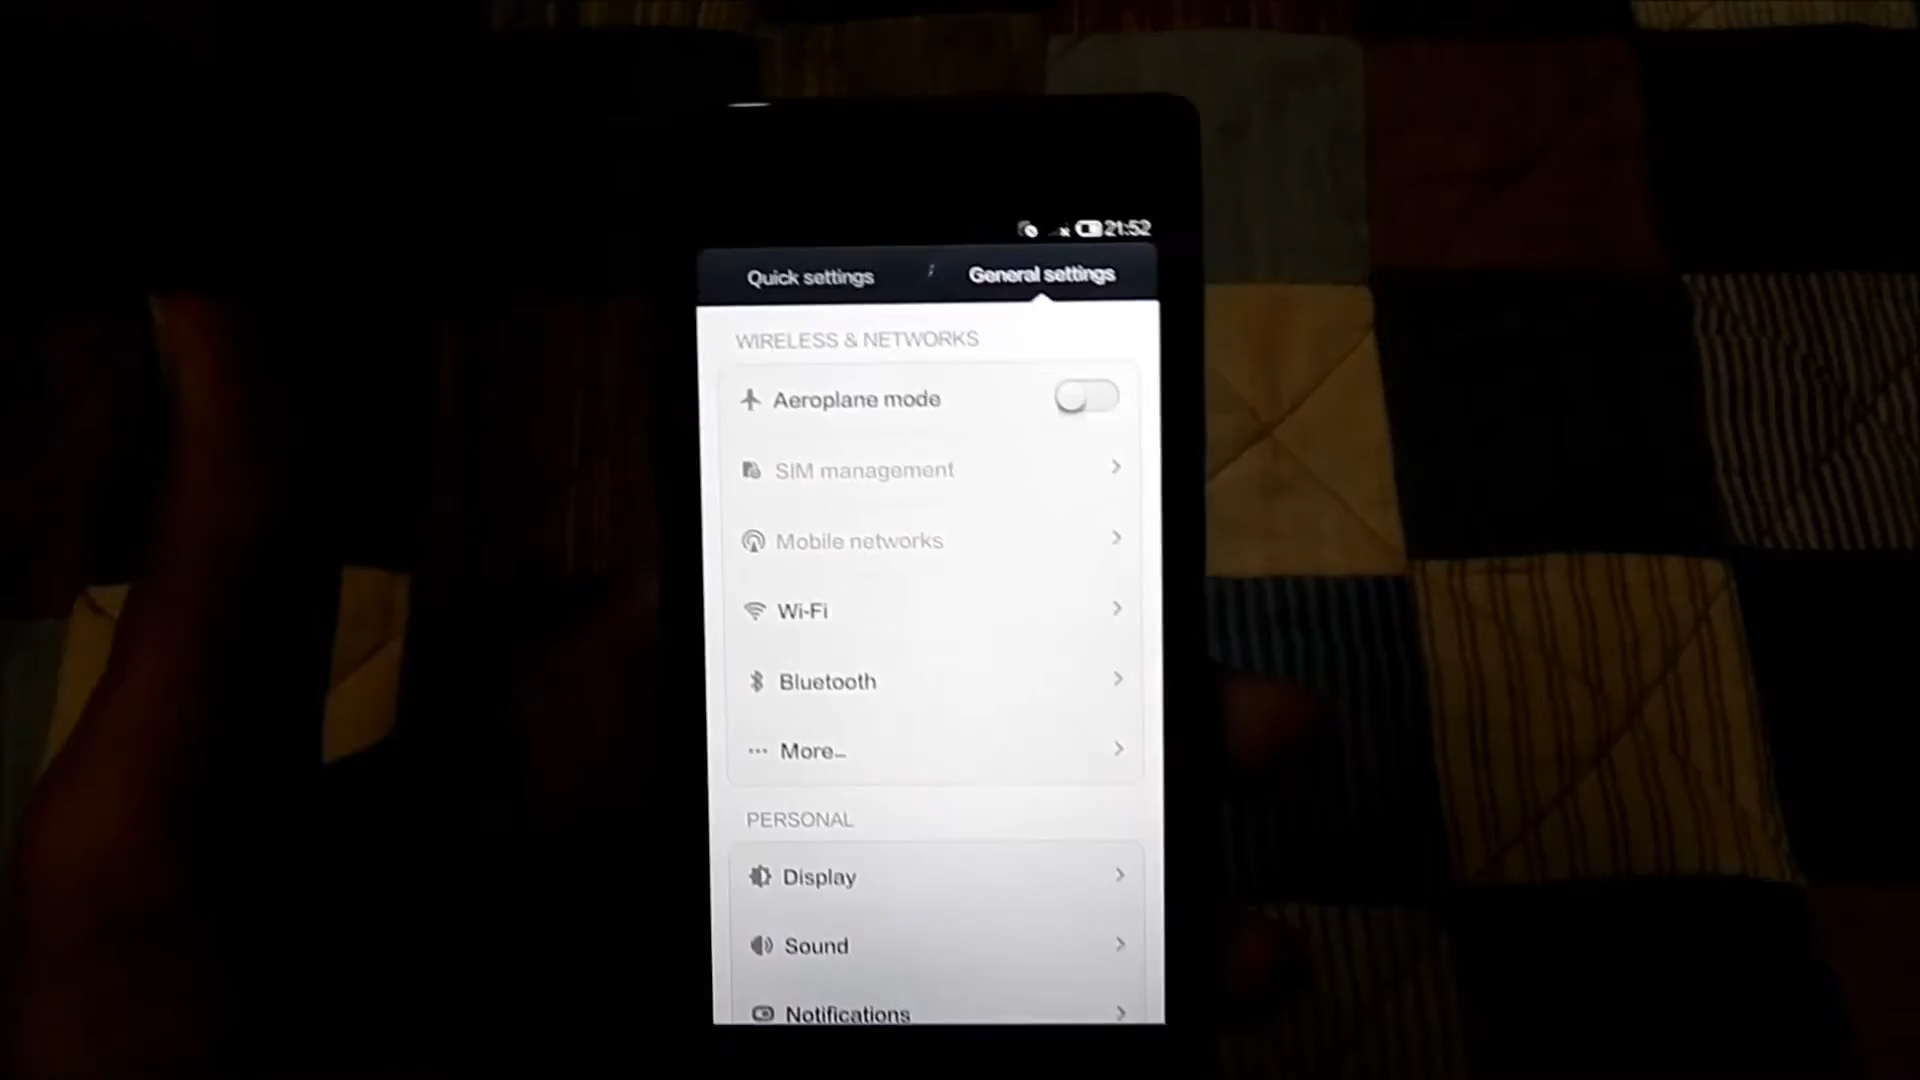 21:52
Quick settings
General settings
WIRELESS & NETWORKS
Aeroplane mode
SIM management
Mobile networks
Wi-Fi
Bluetooth
More...
PERSONAL
Display
Sound
Notifications